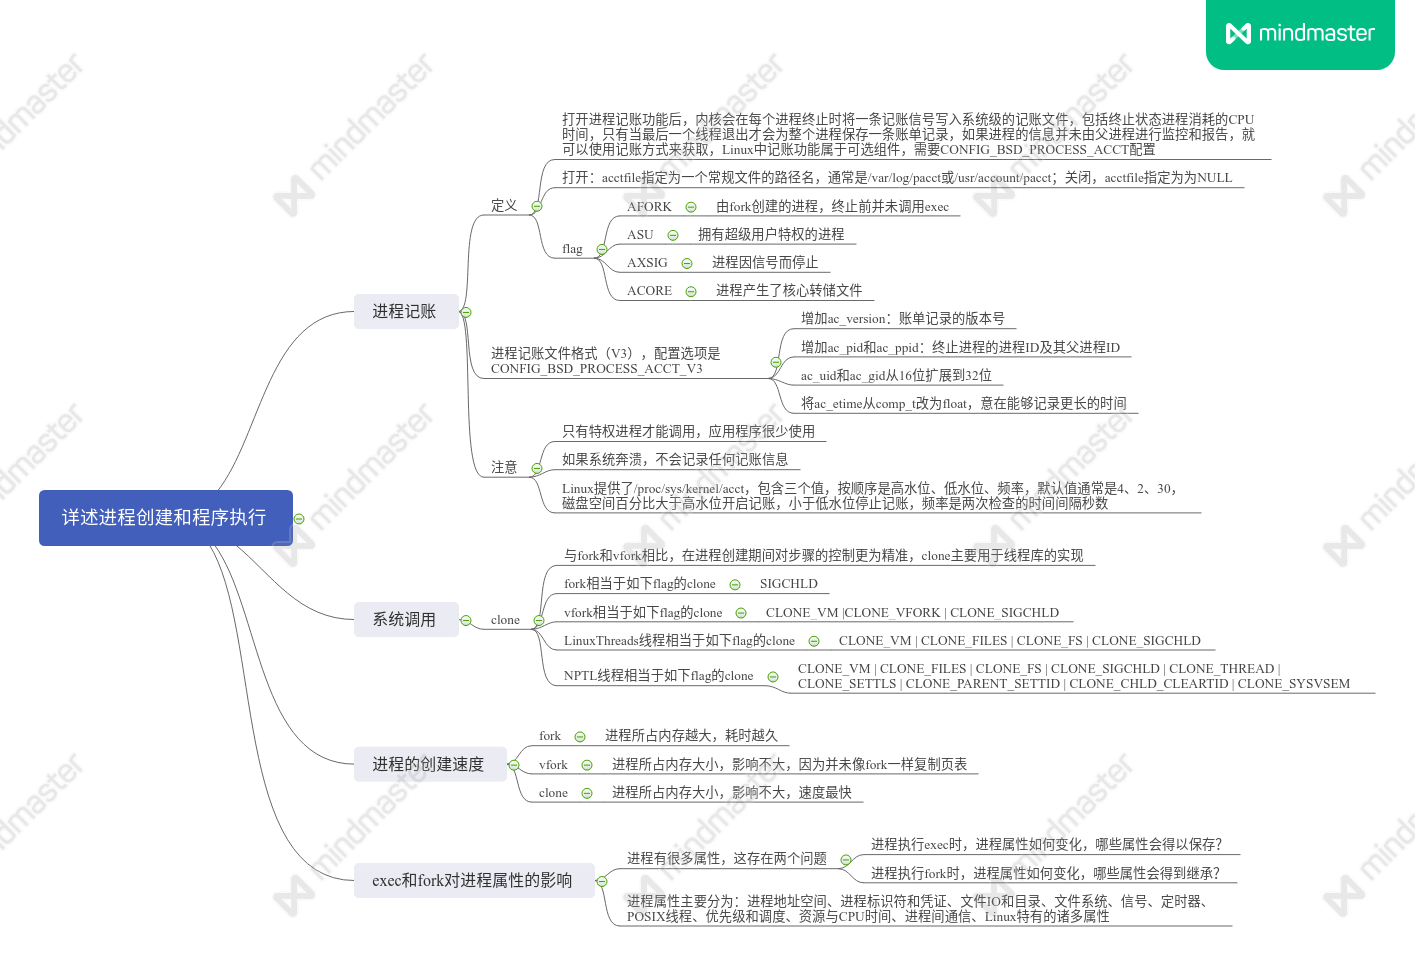 mindmaster
详述进程创建和程序执行
进程记账
定义
打开进程记账功能后，内核会在每个进程终止时将一条记账信号写入系统级的记账文件，包括终止状态进程消耗的CPU
时间，只有当最后一个线程退出才会为整个进程保存一条账单记录，如果进程的信息并未由父进程进行监控和报告，就
可以使用记账方式来获取，Linux中记账功能属于可选组件，需要CONFIG_BSD_PROCESS_ACCT配置
打开：acctfile指定为一个常规文件的路径名，通常是/var/log/pacct或/usr/account/pacct；关闭，acctfile指定为为NULL
flag
AFORK
由fork创建的进程，终止前并未调用exec
ASU
拥有超级用户特权的进程
AXSIG
进程因信号而停止
ACORE
进程产生了核心转储文件
进程记账文件格式（V3），配置选项是
CONFIG_BSD_PROCESS_ACCT_V3
增加ac_version：账单记录的版本号
增加ac_pid和ac_ppid：终止进程的进程ID及其父进程ID
ac_uid和ac_gid从16位扩展到32位
将ac_etime从comp_t改为float，意在能够记录更长的时间
注意
只有特权进程才能调用，应用程序很少使用
如果系统奔溃，不会记录任何记账信息
Linux提供了/proc/sys/kernel/acct，包含三个值，按顺序是高水位、低水位、频率，默认值通常是4、2、30，
磁盘空间百分比大于高水位开启记账，小于低水位停止记账，频率是两次检查的时间间隔秒数
系统调用
clone
与fork和vfork相比，在进程创建期间对步骤的控制更为精准，clone主要用于线程库的实现
fork相当于如下flag的clone
SIGCHLD
vfork相当于如下flag的clone
CLONE_VM |CLONE_VFORK | CLONE_SIGCHLD
LinuxThreads线程相当于如下flag的clone
CLONE_VM | CLONE_FILES | CLONE_FS | CLONE_SIGCHLD
NPTL线程相当于如下flag的clone
CLONE_VM | CLONE_FILES | CLONE_FS | CLONE_SIGCHLD | CLONE_THREAD |
CLONE_SETTLS | CLONE_PARENT_SETTID | CLONE_CHLD_CLEARTID | CLONE_SYSVSEM
进程的创建速度
fork
进程所占内存越大，耗时越久
vfork
进程所占内存大小，影响不大，因为并未像fork一样复制页表
clone
进程所占内存大小，影响不大，速度最快
exec和fork对进程属性的影响
进程有很多属性，这存在两个问题
进程执行exec时，进程属性如何变化，哪些属性会得以保存？
进程执行fork时，进程属性如何变化，哪些属性会得到继承？
进程属性主要分为：进程地址空间、进程标识符和凭证、文件IO和目录、文件系统、信号、定时器、
POSIX线程、优先级和调度、资源与CPU时间、进程间通信、Linux特有的诸多属性